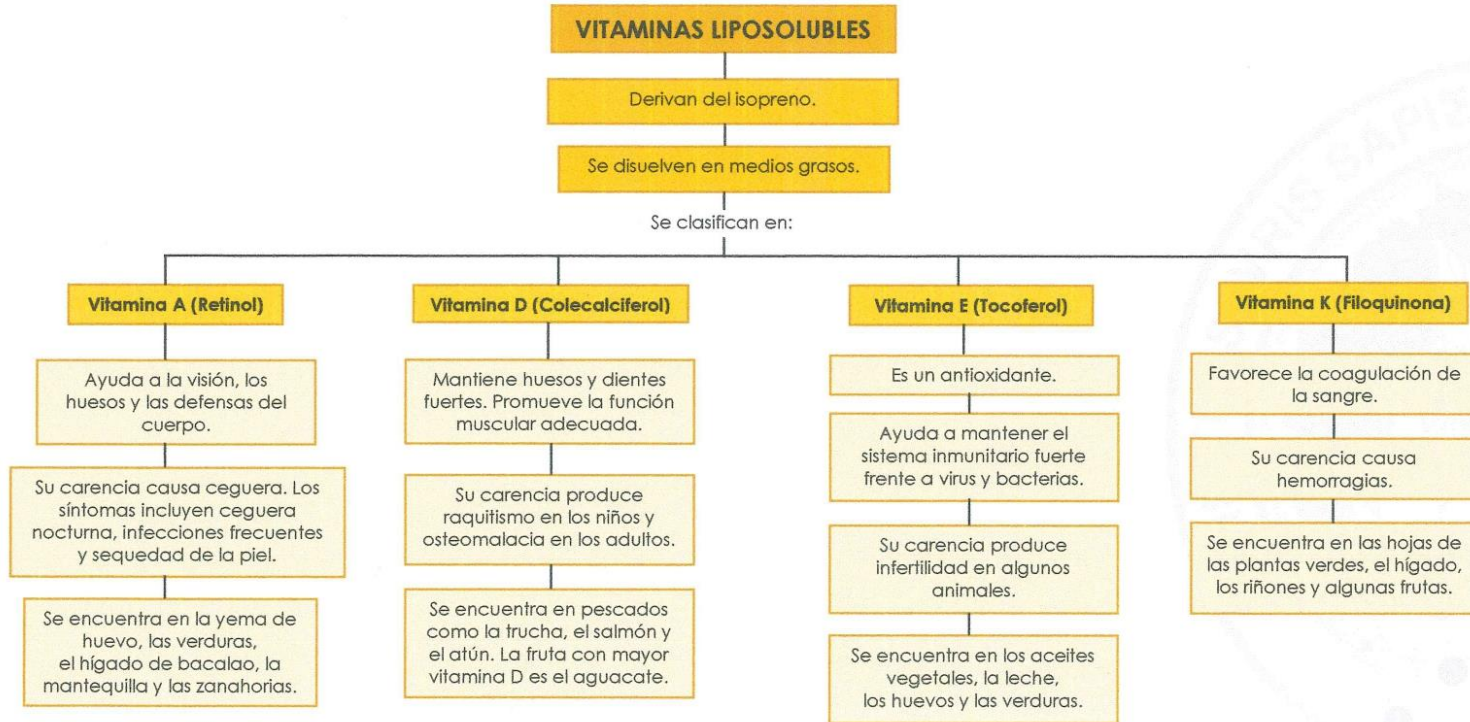 VITAMINAS LIPOSOLUBLES
Derivan del isopreno.
Se disuelven en medios grasos.
Se clasifican en:
Vitamina A (Retinol)
Ayuda a la visión, los
huesos y las defensas del
cuerpo.
Su carencia causa ceguera. Los
síntomas incluyen ceguera
nocturna, infecciones frecuentes
y sequedad de la piel.
Se encuentra en la yema de
huevo, las verduras,
el hígado de bacalao, la
mantequilla y las zanahorias.
Vitamina D (Colecalciferol)
Mantiene huesos y dientes
fuertes. Promueve la función
muscular adecuada.
Su carencia produce
raquitismo en los niños y
osteomalacia en los adultos.
Se encuentra en pescados
como la trucha, el salmón y
el atún. La fruta con mayor
vitamina D es el aguacate.
Vitamina E (Tocoferol)
Es un antioxidante.
Ayuda a mantener el
sistema inmunitario fuerte
frente a virus y bacterias.
Su carencia produce
infertilidad en algunos
animales.
Se encuentra en los aceites
vegetales, la leche,
los huevos y las verduras.
Vitamina K (Filoquinona)
Favorece la coagulación de
la sangre.
Su carencia causa
hemorragias.
Se encuentra en las hojas de
las plantas verdes, el hígado,
los riñones y algunas frutas.